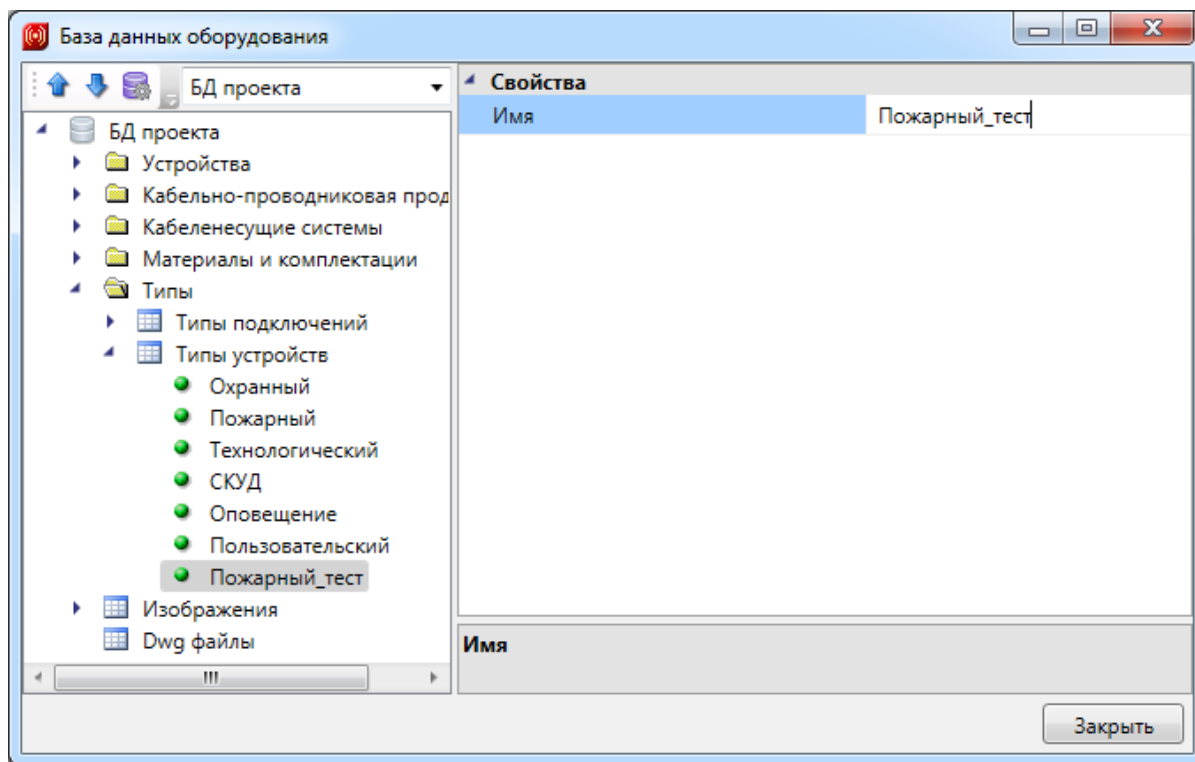 База данных оборудования
БД проекта
БД проекта
Устройства
Кабельно-проводниковая прод
Кабеленесущие системы
Материалы и комплектации
Типы
Типы подключений
Типы устройств
Охранный
Пожарный
Технологический
СКУД
Оповещение
Пользовательский
Пожарный_тест
Изображения
Dwg файлы
Свойства
Имя Пожарный_тест
Имя
Закрыть